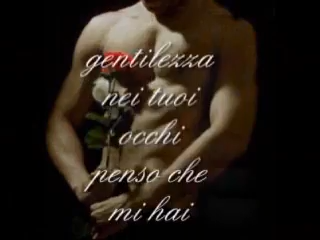 gentilezza
nei tuoi
occhi
penso che
mi hai